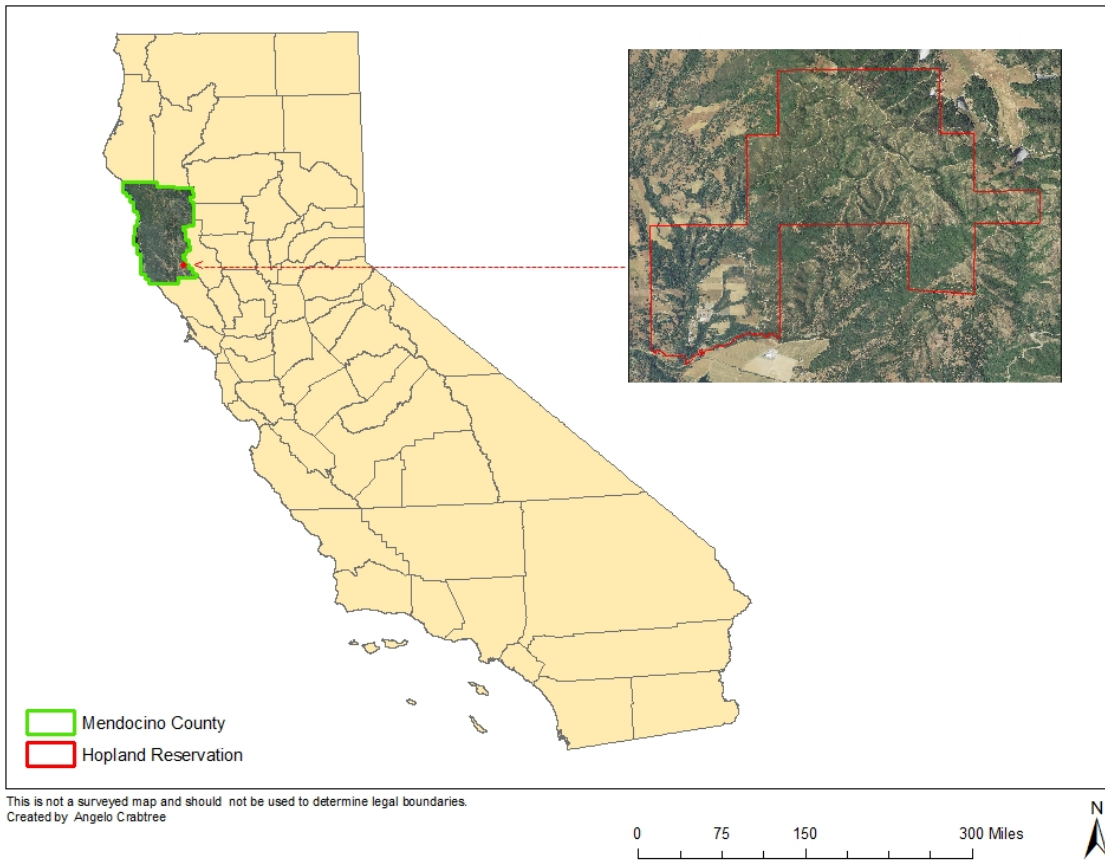 Mendocino County
Hopland Reservation
This is not a surveyed map and should not be used to determine legal boundaries.
Created by Angelo Crabtree
0 75 150 300 Miles
N